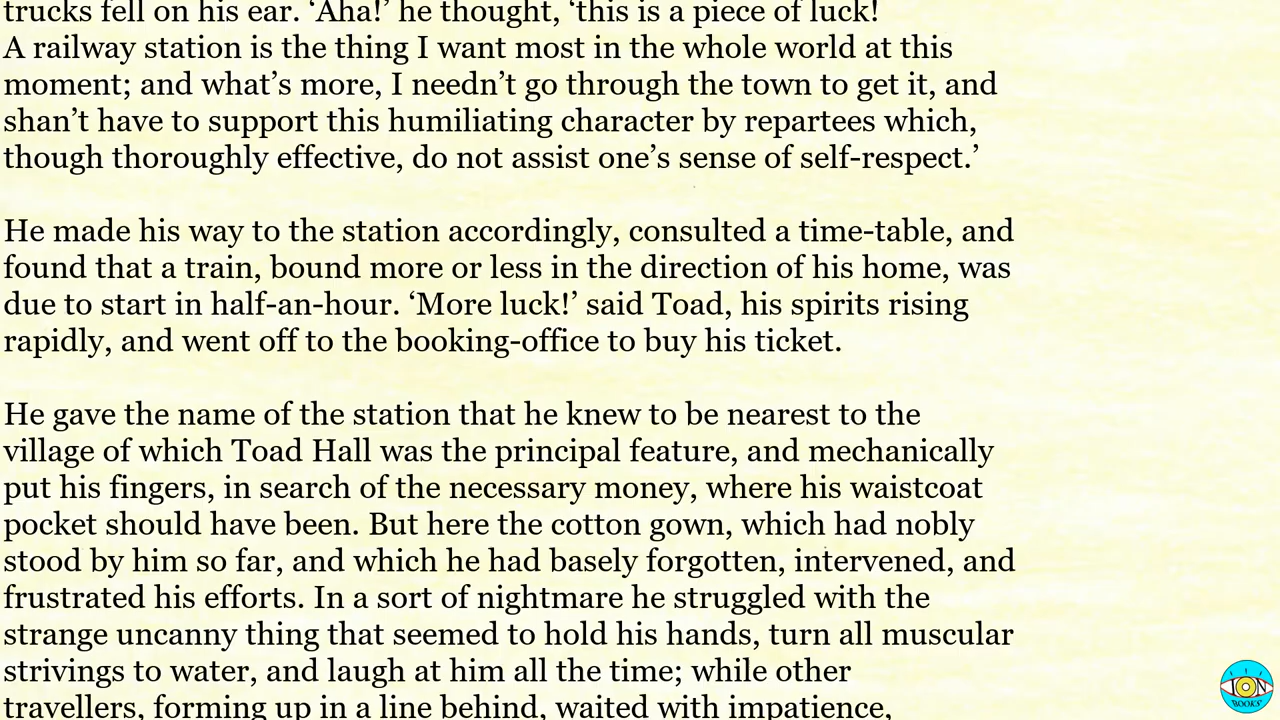 trucks fell on his ear. ‘Aha!’ he thought, ‘this is a piece of luck!
A railway station is the thing I want most in the whole world at this
moment; and what’s more, I needn’t go through the town to get it, and
shan’t have to support this humiliating character by repartees which,
though thoroughly effective, do not assist one’s sense of self-respect.’

He made his way to the station accordingly, consulted a time-table, and
found that a train, bound more or less in the direction of his home, was
due to start in half-an-hour. ‘More luck!’ said Toad, his spirits rising
rapidly, and went off to the booking-office to buy his ticket.

He gave the name of the station that he knew to be nearest to the
village of which Toad Hall was the principal feature, and mechanically
put his fingers, in search of the necessary money, where his waistcoat
pocket should have been. But here the cotton gown, which had nobly
stood by him so far, and which he had basely forgotten, intervened, and
frustrated his efforts. In a sort of nightmare he struggled with the
strange uncanny thing that seemed to hold his hands, turn all muscular
strivings to water, and laugh at him all the time; while other
travellers, forming up in a line behind, waited with impatience,
ION
BOOKS